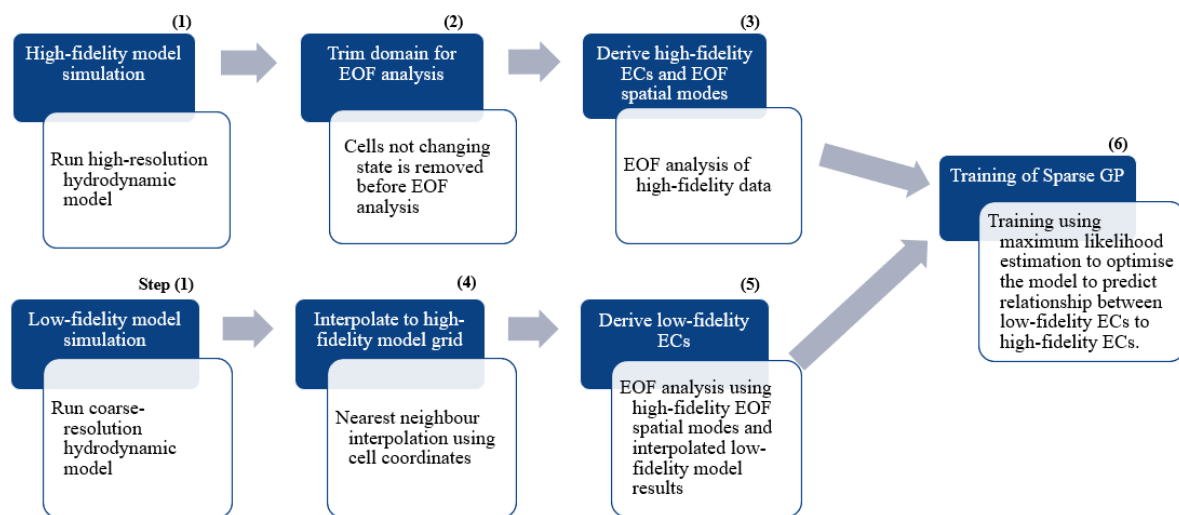 (1)
High-fidelity model
simulation
Run high-resolution
hydrodynamic
model
(2)
Trim domain for
EOF analysis
Cells not changing
state is removed
before EOF
analysis
(3)
Derive high-fidelity
ECs and EOF
spatial modes
EOF analysis of
high-fidelity data
Step (1)
Low-fidelity model
simulation
Run coarse-
resolution
hydrodynamic
model
(4)
Interpolate to high-
fidelity model grid
Nearest neighbour
interpolation using
cell coordinates
(5)
Derive low-fidelity
ECs
EOF analysis using
high-fidelity EOF
spatial modes and
interpolated low-
fidelity model
results
(6)
Training of Sparse GP
Training using
maximum likelihood
estimation to optimise
the model to predict
relationship between
low-fidelity ECs to
high-fidelity ECs.